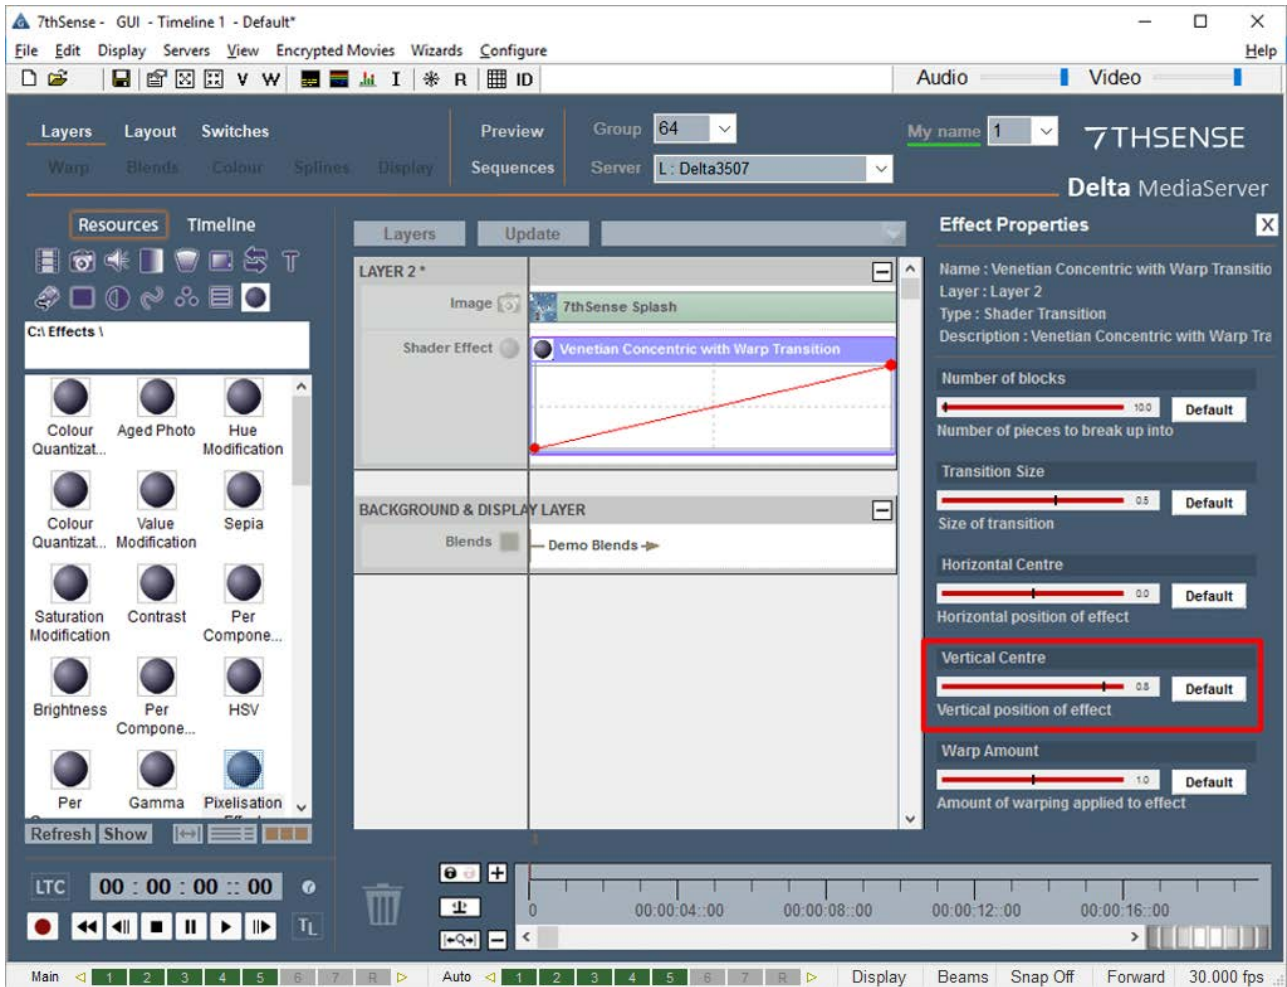 7thSense - GUI - Timeline 1 - Default*
File Edit Display Servers View Encrypted Movies Wizards Configure Help
V W I R ID Audio Video
Layers Layout Switches Preview Group 64 My name 1 7THSENSE
Warp Blends Colour Splines Display Sequences Server L : Delta3507
Delta MediaServer
Resources Timeline
Layers Update
Effect Properties X
T
LAYER 2 *
Name : Venetian Concentric with Warp Transitio
Layer : Layer 2
Type : Shader Transition
Description : Venetian Concentric with Warp Tra
Image 7thSense Splash
Shader Effect Venetian Concentric with Warp Transition
C:\ Effects \
Number of blocks
10.0 Default
Number of pieces to break up into
Colour Quantizat...
Aged Photo
Hue Modification
Transition Size
0.5 Default
Size of transition
BACKGROUND & DISPLAY LAYER
Blends Demo Blends
Colour Quantizat...
Value Modification
Sepia
Horizontal Centre
0.0 Default
Horizontal position of effect
Saturation Modification
Contrast
Per Compone...
Vertical Centre
0.8 Default
Vertical position of effect
Brightness
Per Compone...
HSV
Warp Amount
1.0 Default
Amount of warping applied to effect
Per
Gamma
Pixelisation
Refresh Show
LTC 00 : 00 : 00 :: 00
TL
0 00:00:04::00 00:00:08::00 00:00:12::00 00:00:16::00
Main 1 2 3 4 5 6 7 R Auto 1 2 3 4 5 6 7 R Display Beams Snap Off Forward 30.000 fps